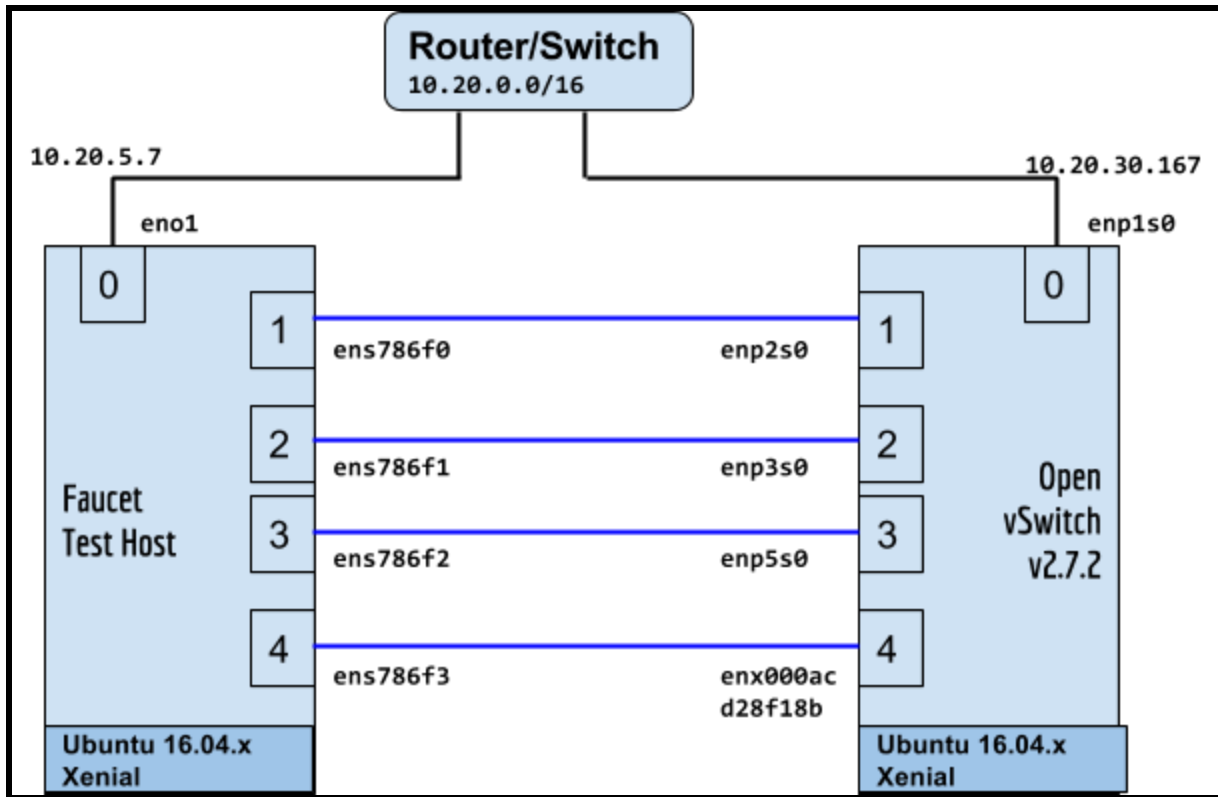 Router/Switch
10.20.0.0/16
10.20.5.7
10.20.30.167
eno1
enp1s0
0
0
1
1
ens786f0
enp2s0
2
2
ens786f1
enp3s0
Faucet
Test Host
Open
vSwitch
v2.7.2
3
3
ens786f2
enp5s0
4
4
ens786f3
enx000ac
d28f18b
Ubuntu 16.04.x
Xenial
Ubuntu 16.04.x
Xenial